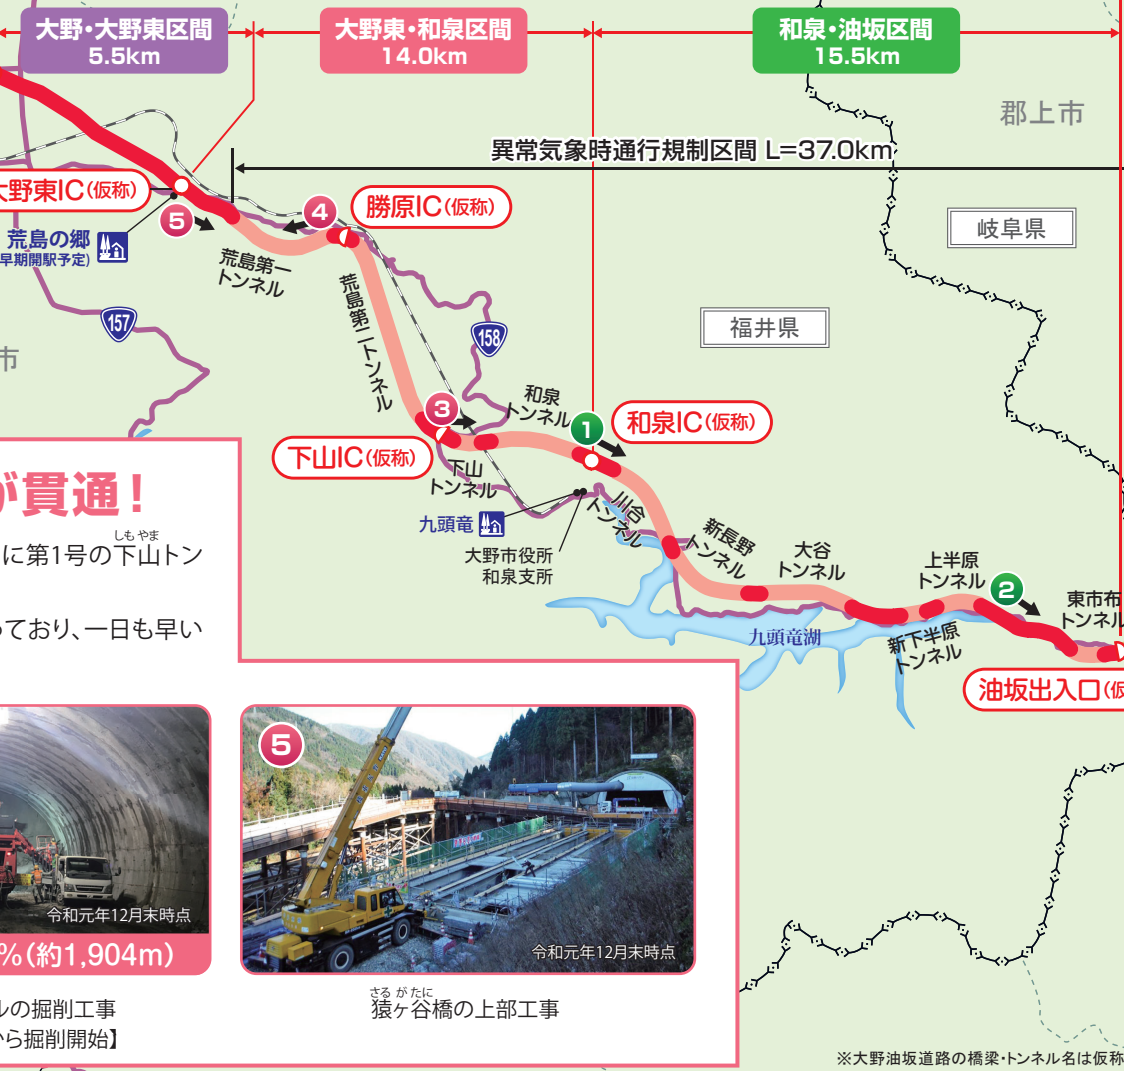 大野・大野東区間
5.5km
大野東・和泉区間
14.0km
和泉・油坂区間
15.5km
郡上市
異常気象時通行規制区間 L=37.0km
大野東IC(仮称)
5
4
勝原IC(仮称)
岐阜県
荒島の郷
早期開駅予定)
荒島第一
トンネル
荒島第二トンネル
157
158
福井県
市
3
和泉
トンネル
1
和泉IC(仮称)
下山IC(仮称)
下山
トンネル
九頭竜
大野市役所
和泉支所
川合
トンネル
新長野
トンネル
大谷
トンネル
上半原
トンネル
2
東市布
トンネル
九頭竜湖
新下半原
トンネル
油坂出入口(仮
が貫通!
しもやま
に第1号の下山トン
ており、一日も早い
令和元年12月末時点
%(約1,904m)
ルの掘削工事
から掘削開始】
5
令和元年12月末時点
さるがたに
猿ヶ谷橋の上部工事
※大野油坂道路の橋梁・トンネル名は仮称